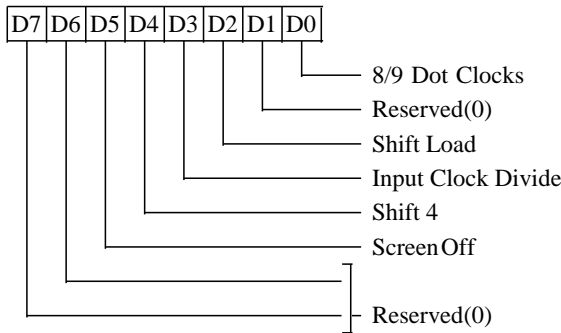 D7 D6 D5 D4 D3 D2 D1 D0
8/9 Dot Clocks
Reserved(0)
Shift Load
Input Clock Divide
Shift 4
Screen Off
Reserved(0)